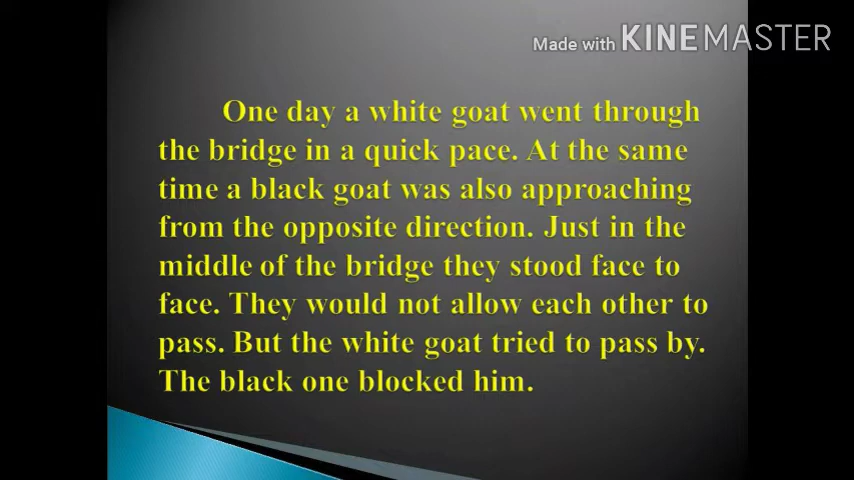 Made with KINEMASTER
One day a white goat went through
the bridge in a quick pace. At the same
time a black goat was also approaching
from the opposite direction. Just in the
middle of the bridge they stood face to
face. They would not allow each other to
pass. But the white goat tried to pass by.
The black one blocked him.